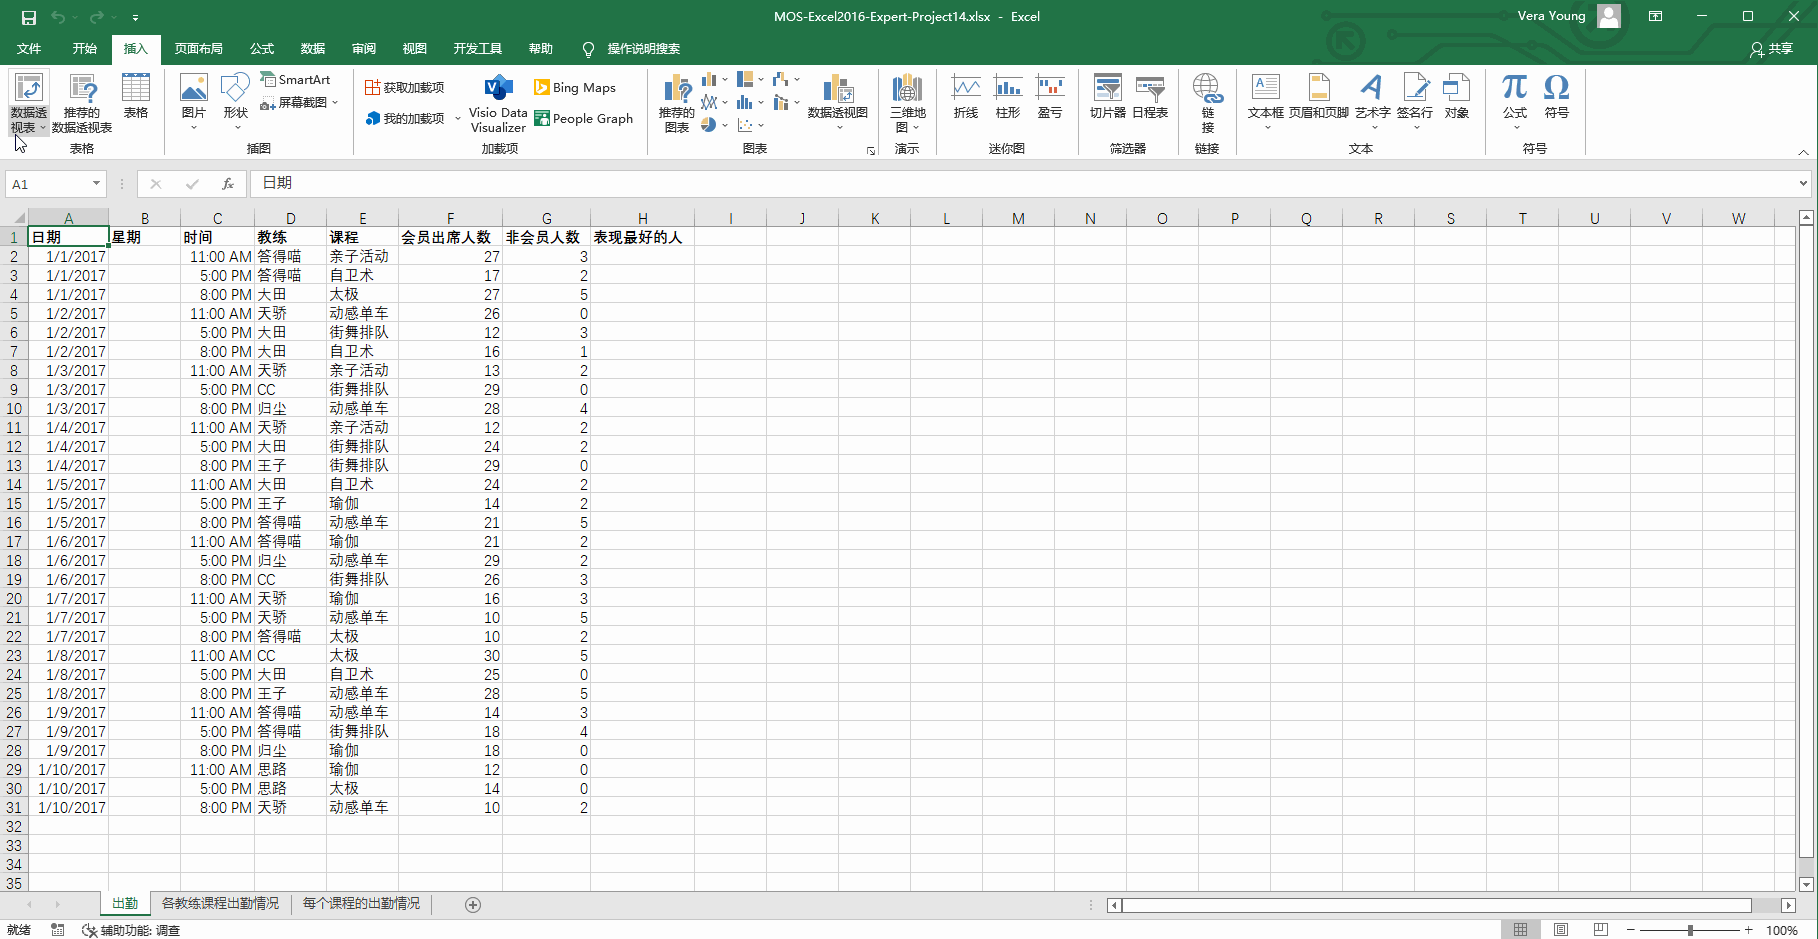 MOS-Excel2016-Expert-Project14.xlsx - Excel
Vera Young
文件 开始 插入 页面布局 公式 数据 审阅 视图 开发工具 帮助 操作说明搜索 共享
数据透视表 推荐的数据透视表 表格 图片 形状 SmartArt 屏幕截图 获取加载项 我的加载项 Visio Data Visualizer Bing Maps People Graph 推荐的图表 数据透视图 三维地图 折线 柱形 盈亏 切片器 日程表 链接 文本框 页眉和页脚 艺术字 签名行 对象 公式 符号
表格 插图 加载项 图表 演示 迷你图 筛选器 链接 文本 符号
A1 fx 日期
A B C D E F G H I J K L M N O P Q R S T U V W
1 日期 星期 时间 教练 课程 会员出席人数 非会员人数 表现最好的人
2 1/1/2017 11:00 AM 答得喵 亲子活动 27 3
3 1/1/2017 5:00 PM 答得喵 自卫术 17 2
4 1/1/2017 8:00 PM 大田 太极 27 5
5 1/2/2017 11:00 AM 天骄 动感单车 26 0
6 1/2/2017 5:00 PM 大田 街舞排队 12 3
7 1/2/2017 8:00 PM 大田 自卫术 16 1
8 1/3/2017 11:00 AM 天骄 亲子活动 13 2
9 1/3/2017 5:00 PM CC 街舞排队 29 0
10 1/3/2017 8:00 PM 归尘 动感单车 28 4
11 1/4/2017 11:00 AM 天骄 亲子活动 12 2
12 1/4/2017 5:00 PM 大田 街舞排队 24 2
13 1/4/2017 8:00 PM 王子 街舞排队 29 0
14 1/5/2017 11:00 AM 大田 自卫术 24 2
15 1/5/2017 5:00 PM 王子 瑜伽 14 2
16 1/5/2017 8:00 PM 答得喵 动感单车 21 5
17 1/6/2017 11:00 AM 答得喵 瑜伽 21 2
18 1/6/2017 5:00 PM 归尘 动感单车 29 2
19 1/6/2017 8:00 PM CC 街舞排队 26 3
20 1/7/2017 11:00 AM 天骄 瑜伽 16 3
21 1/7/2017 5:00 PM 天骄 动感单车 10 5
22 1/7/2017 8:00 PM 答得喵 太极 10 2
23 1/8/2017 11:00 AM CC 太极 30 5
24 1/8/2017 5:00 PM 大田 自卫术 25 0
25 1/8/2017 8:00 PM 王子 动感单车 28 5
26 1/9/2017 11:00 AM 答得喵 动感单车 14 3
27 1/9/2017 5:00 PM 答得喵 街舞排队 18 4
28 1/9/2017 8:00 PM 归尘 瑜伽 18 0
29 1/10/2017 11:00 AM 思路 瑜伽 12 0
30 1/10/2017 5:00 PM 思路 太极 14 0
31 1/10/2017 8:00 PM 天骄 动感单车 10 2
32
33
34
35
出勤 各教练课程出勤情况 每个课程的出勤情况
就绪 辅助功能: 调查 100%